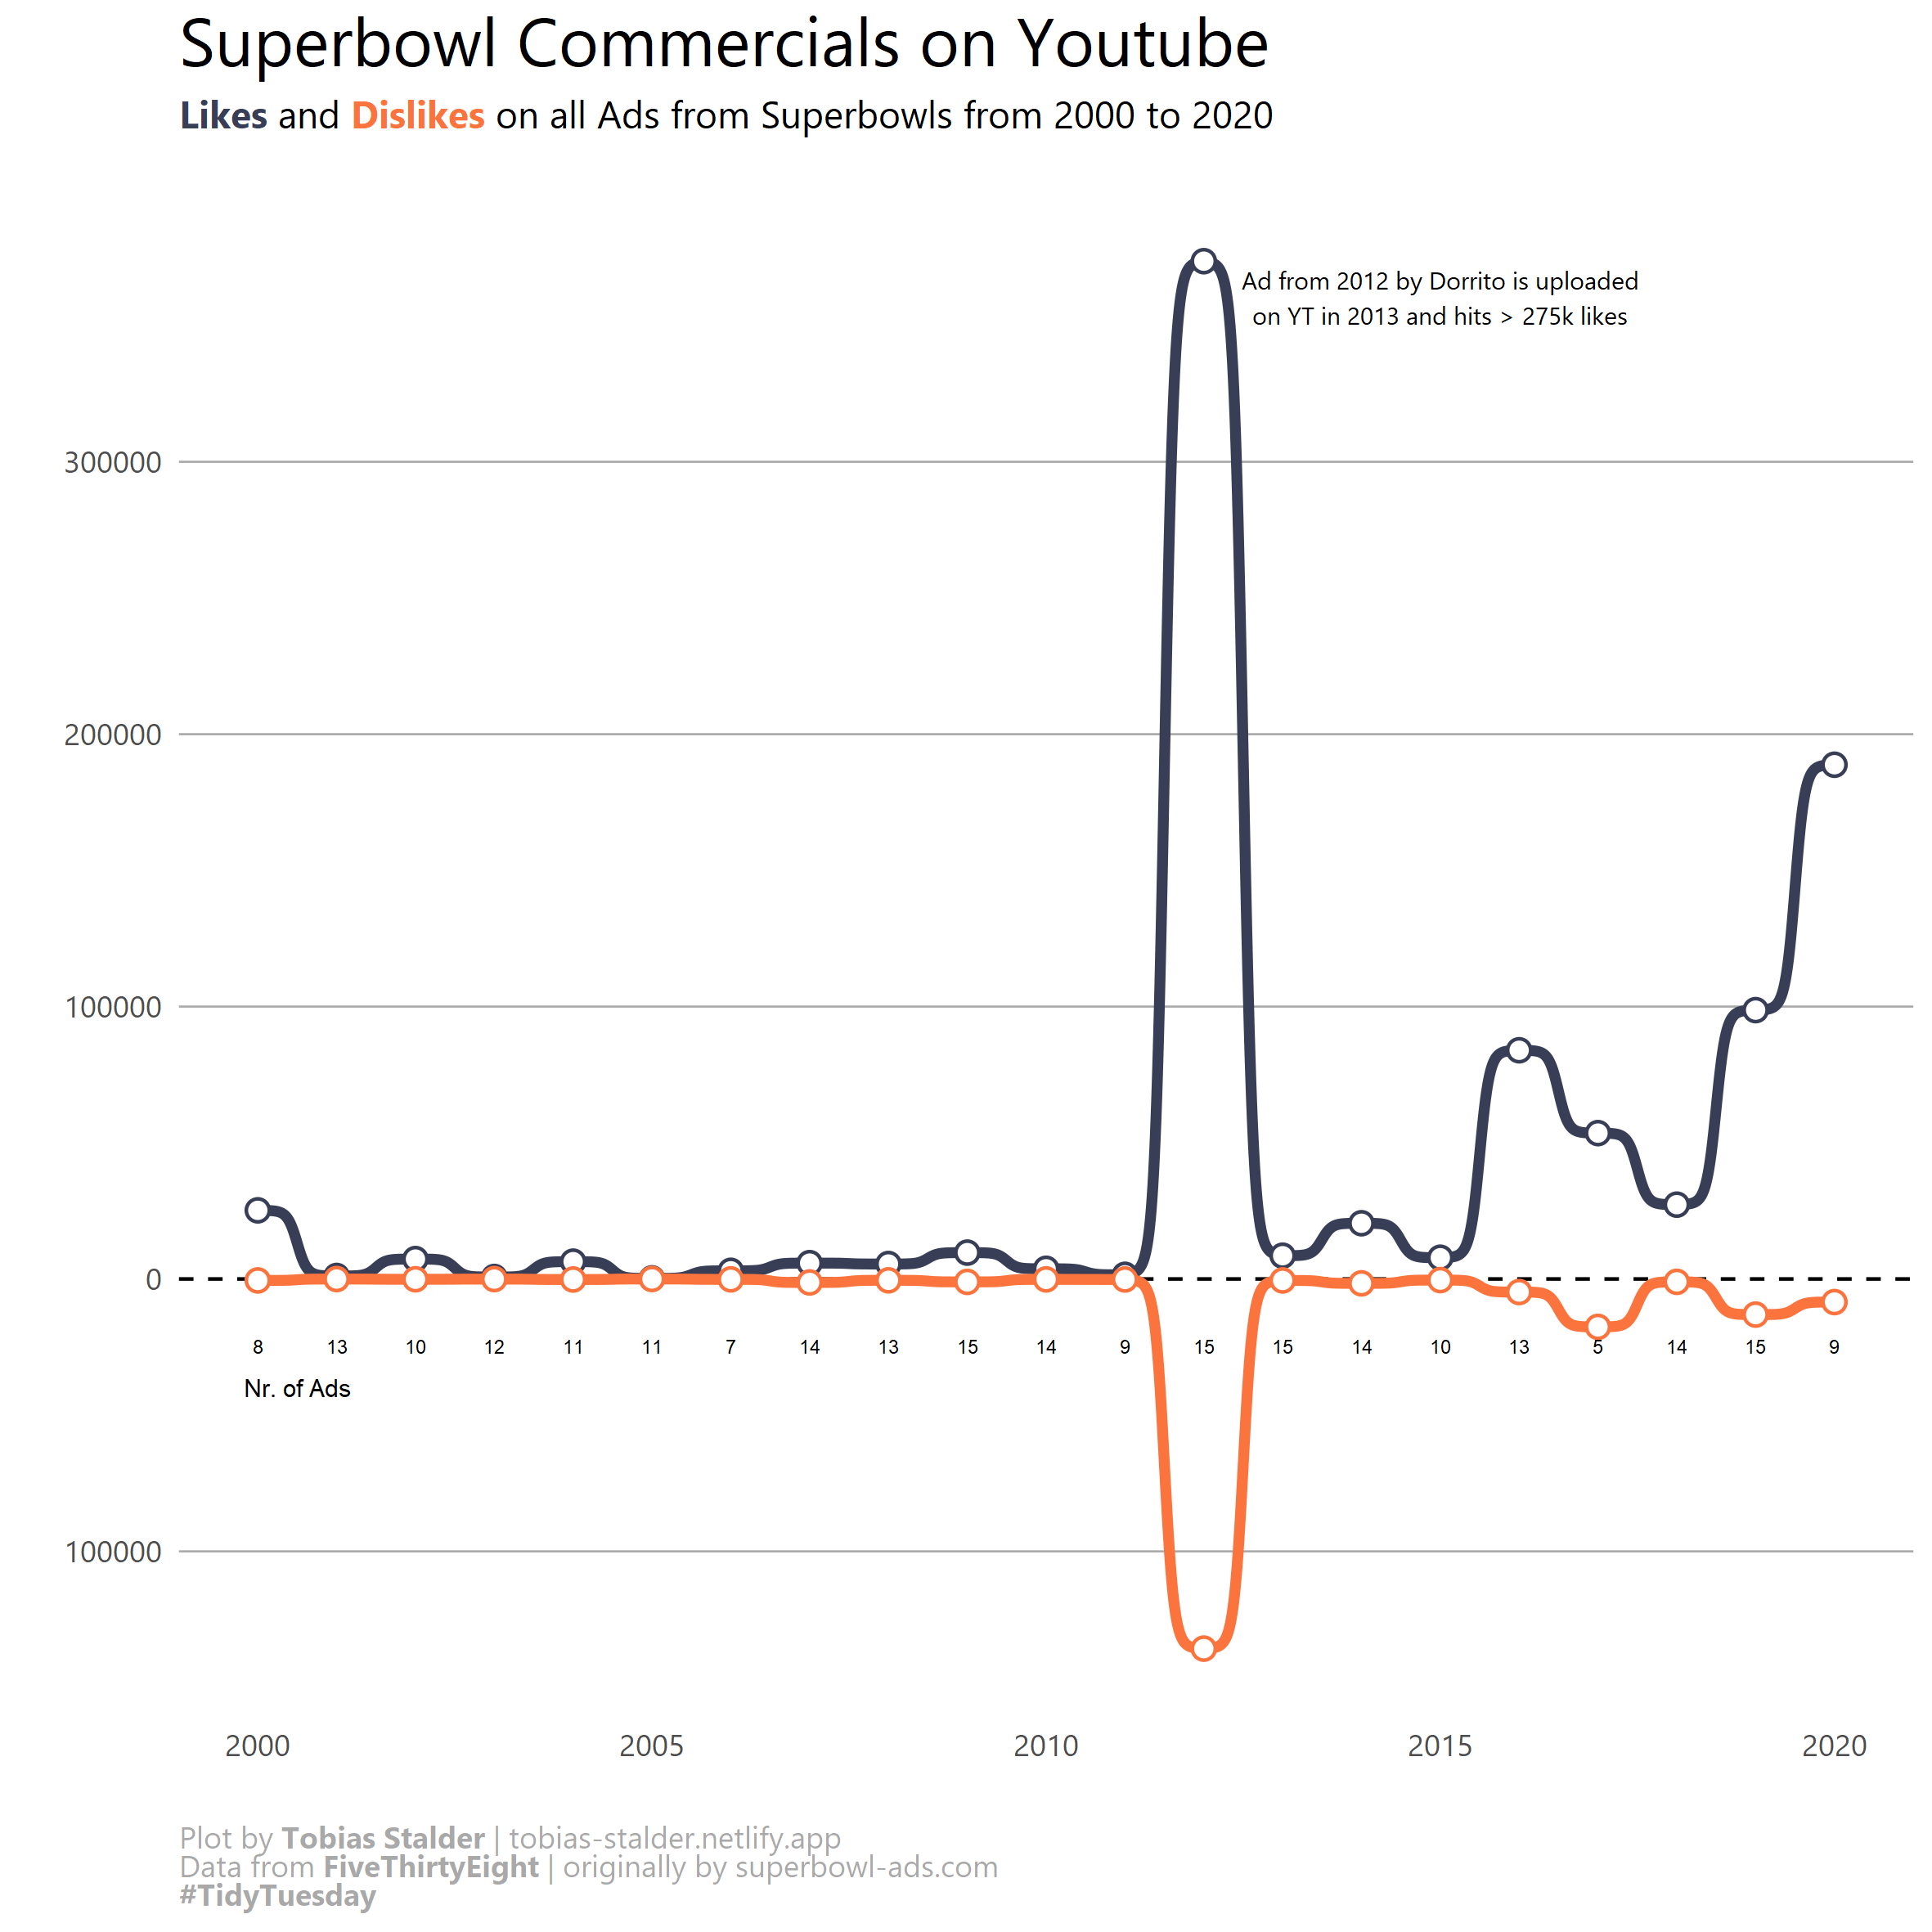 Superbowl Commercials on Youtube
Likes and Dislikes on all Ads from Superbowls from 2000 to 2020
Ad from 2012 by Dorrito is uploaded
on YT in 2013 and hits > 275k likes
300000
200000
100000
0
8 13 10 12 11 11 7 14 13 15 14 9 15 15 14 10 13 5 14 15 9
Nr. of Ads
100000
2000 2005 2010 2015 2020
Plot by Tobias Stalder | tobias-stalder.netlify.app
Data from FiveThirtyEight | originally by superbowl-ads.com
#TidyTuesday